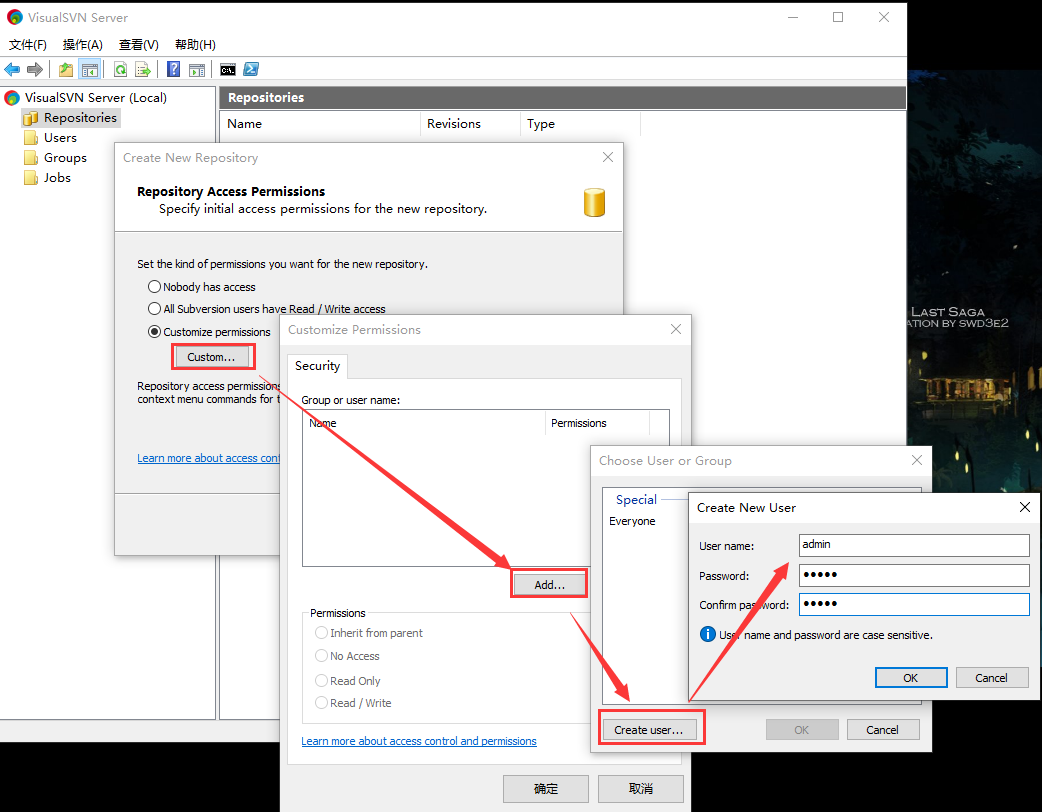 VisualSVN Server
文件(F) 操作(A) 查看(V) 帮助(H)
VisualSVN Server (Local)
Repositories
Users
Groups
Jobs
Repositories
Name Revisions Type
Create New Repository
Repository Access Permissions
Specify initial access permissions for the new repository.
Set the kind of permissions you want for the new repository.
Nobody has access
All Subversion users have Read / Write access
Customize permissions
Custom...
Repository access permissions
context menu commands for t
Learn more about access cont
Customize Permissions
Security
Group or user name:
Name Permissions
Add...
Permissions
Inherit from parent
No Access
Read Only
Read / Write
Learn more about access control and permissions
确定 取消
Choose User or Group
Special
Everyone
Create user... OK Cancel
Create New User
User name: admin
Password: •••••
Confirm password: •••••
User name and password are case sensitive.
OK Cancel
LAST SAGA
ATION BY SWD3E2